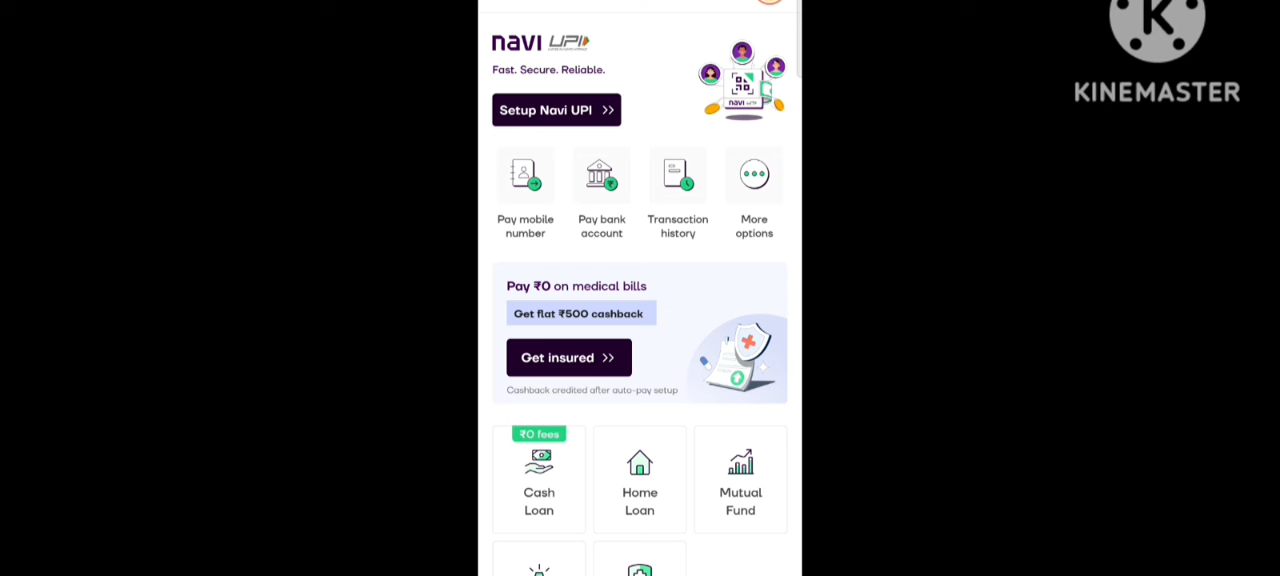 navi UPI
Fast. Secure. Reliable.
Setup Navi UPI >>
Pay mobile number
Pay bank account
Transaction history
More options
Pay ₹0 on medical bills
Get flat ₹500 cashback
Get insured >>
Cashback credited after auto-pay setup
₹0 fees
Cash Loan
Home Loan
Mutual Fund
K
KINEMASTER